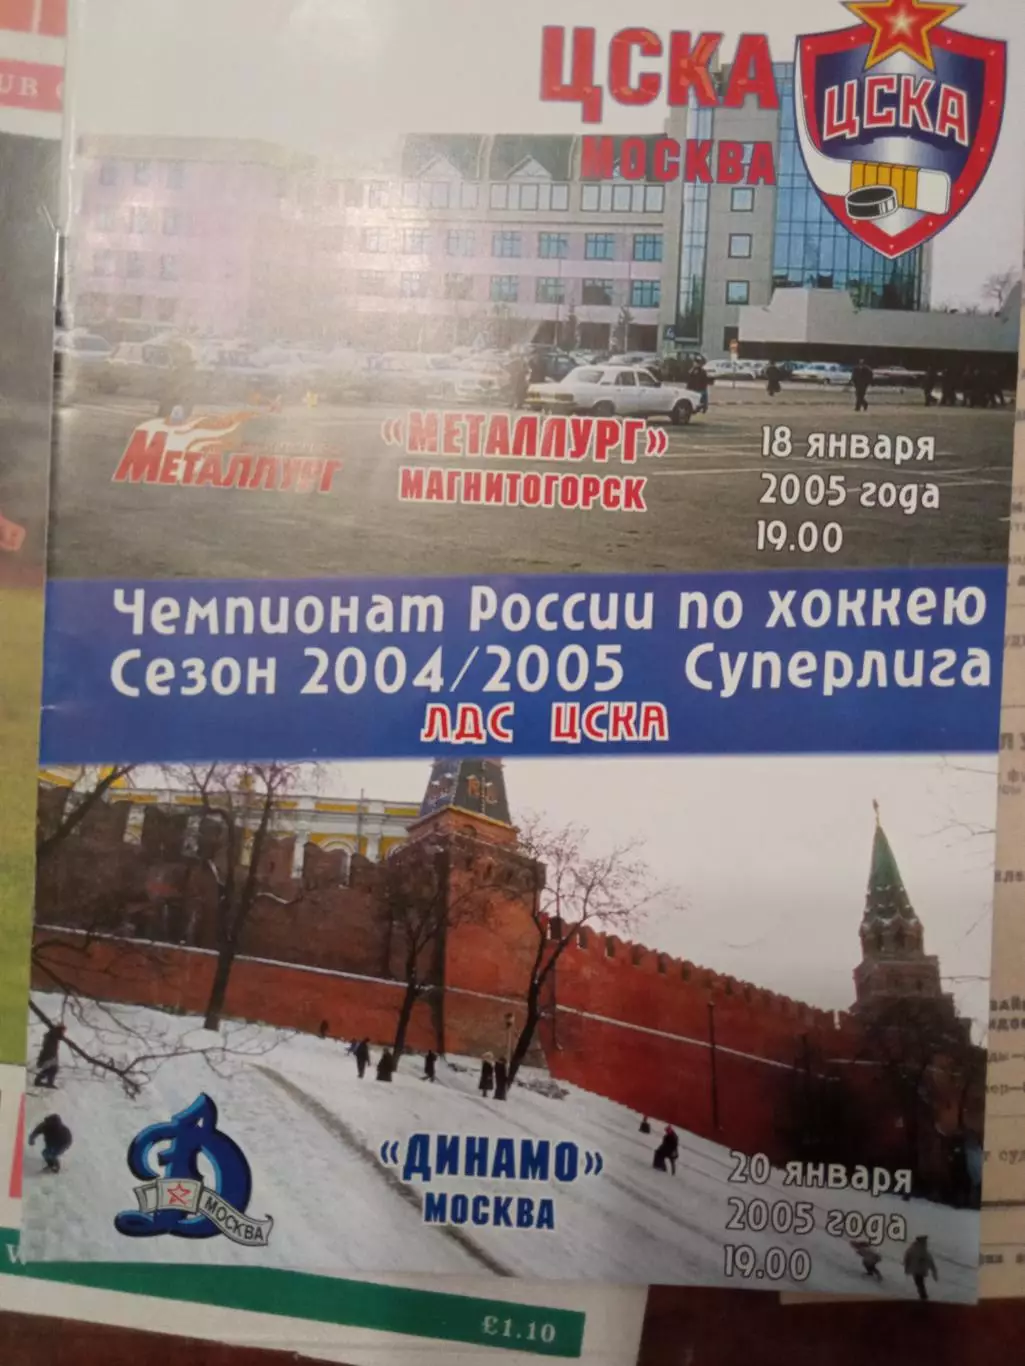 ЦСКА
МОСКВА
ЦСКА
UB
МЕТАЛЛУРГ
«МЕТАЛЛУРГ»
МАГНИТОГОРСК
18 января
2005 года
19.00
Чемпионат России по хоккею
Сезон 2004/2005 Суперлига
ЛДС ЦСКА
«ДИНАМО»
МОСКВА
МОСКВА
20 января
2005 года
19.00
£1.10